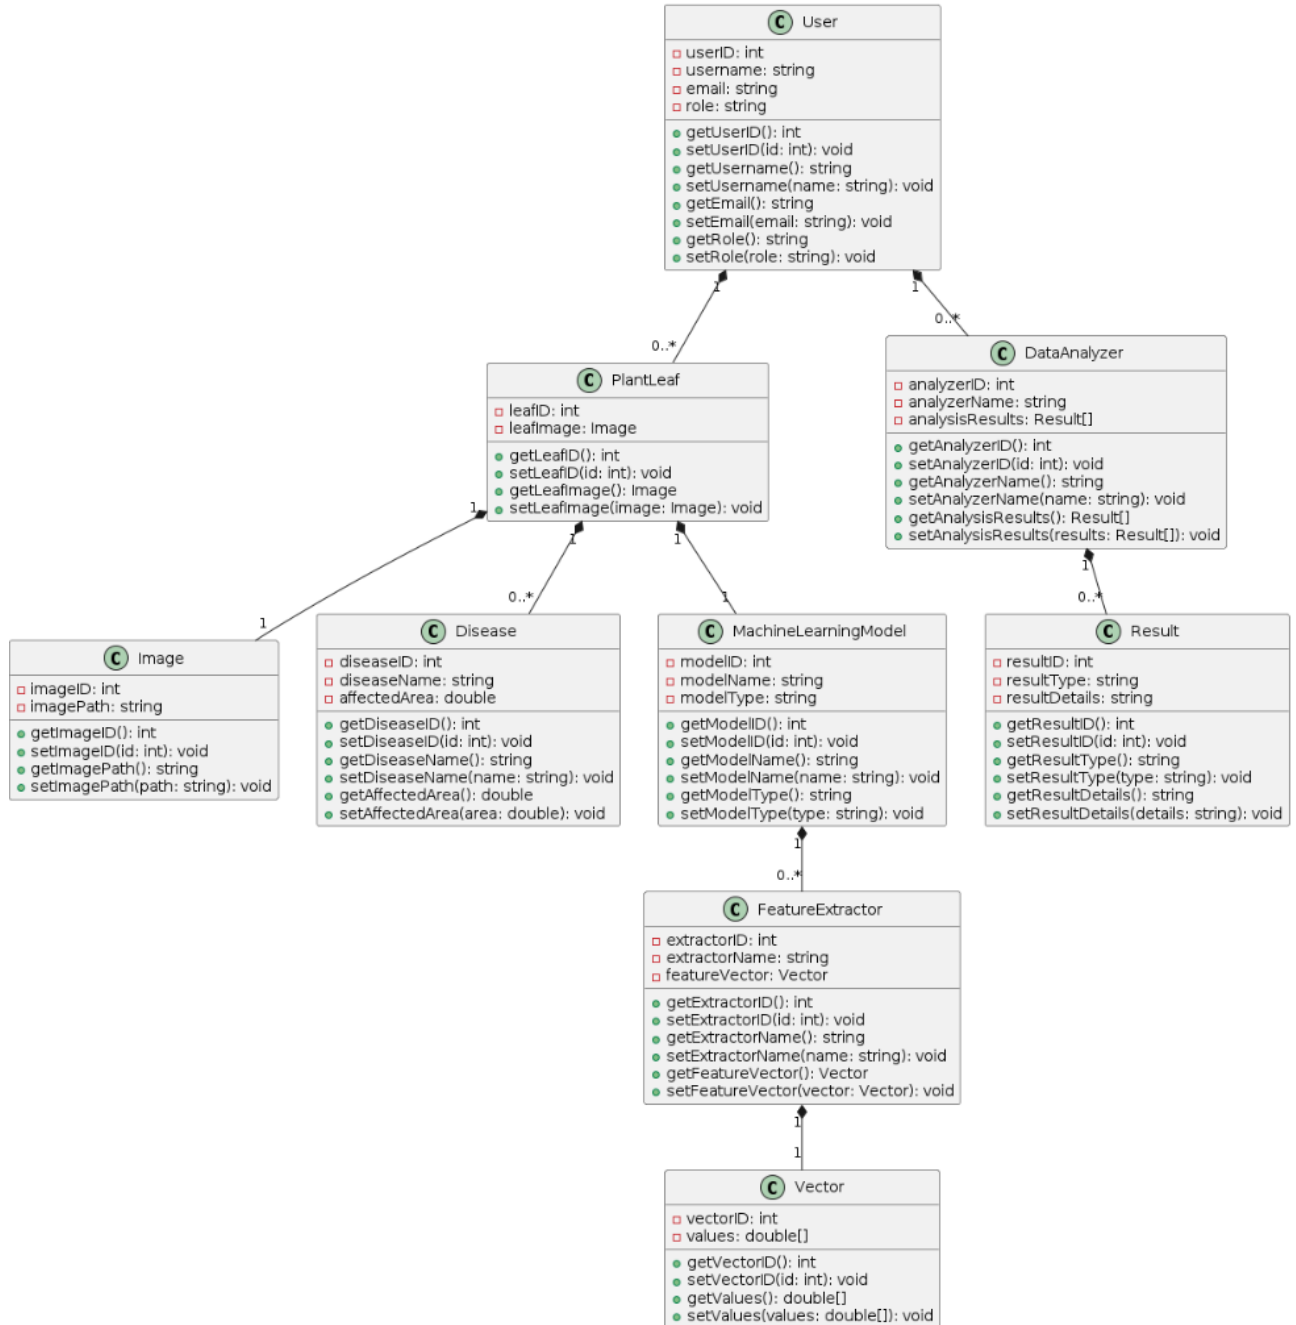 C User
userID: int
username: string
email: string
role: string
getUserID(): int
setUserID(id: int): void
getUsername(): string
setUsername(name: string): void
getEmail(): string
setEmail(email: string): void
getRole(): string
setRole(role: string): void
1
1
0..*
0..*
C PlantLeaf
leafID: int
leafImage: Image
getLeafID(): int
setLeafID(id: int): void
getLeafImage(): Image
setLeafImage(image: Image): void
C DataAnalyzer
analyzerID: int
analyzerName: string
analysisResults: Result[]
getAnalyzerID(): int
setAnalyzerID(id: int): void
getAnalyzerName(): string
setAnalyzerName(name: string): void
getAnalysisResults(): Result[]
setAnalysisResults(results: Result[]): void
1
1
1
1
1
0..*
1
0..*
C Image
imageID: int
imagePath: string
getImageID(): int
setImageID(id: int): void
getImagePath(): string
setImagePath(path: string): void
C Disease
diseaseID: int
diseaseName: string
affectedArea: double
getDiseaseID(): int
setDiseaseID(id: int): void
getDiseaseName(): string
setDiseaseName(name: string): void
getAffectedArea(): double
setAffectedArea(area: double): void
C MachineLearningModel
modelID: int
modelName: string
modelType: string
getModelID(): int
setModelID(id: int): void
getModelName(): string
setModelName(name: string): void
getModelType(): string
setModelType(type: string): void
C Result
resultID: int
resultType: string
resultDetails: string
getResultID(): int
setResultID(id: int): void
getResultType(): string
setResultType(type: string): void
getResultDetails(): string
setResultDetails(details: string): void
1
0..*
C FeatureExtractor
extractorID: int
extractorName: string
featureVector: Vector
getExtractorID(): int
setExtractorID(id: int): void
getExtractorName(): string
setExtractorName(name: string): void
getFeatureVector(): Vector
setFeatureVector(vector: Vector): void
1
1
C Vector
vectorID: int
values: double[]
getVectorID(): int
setVectorID(id: int): void
getValues(): double[]
setValues(values: double[]): void